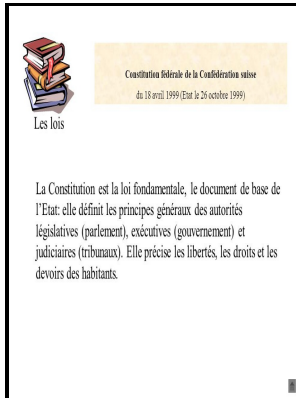 Constitution fédérale de la Confédération suisse
du 18 avril 1999 (Etat le 26 octobre 1999)
Les lois
La Constitution est la loi fondamentale, le document de base de
l'Etat: elle définit les principes généraux des autorités
législatives (parlement), exécutives (gouvernement) et
judiciaires (tribunaux). Elle précise les libertés, les droits et les
devoirs des habitants.